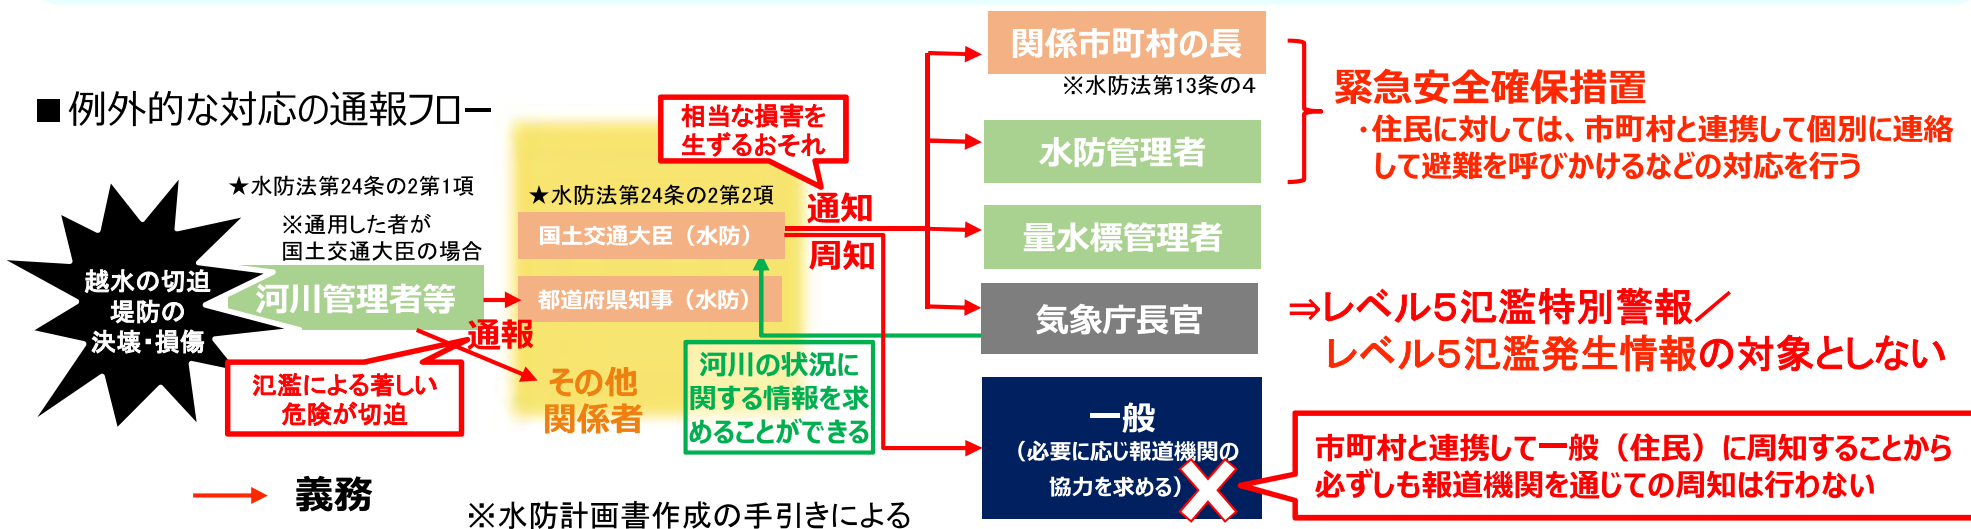 ■例外的な対応の通報フロー
★水防法第24条の2第1項
※通用した者が
国土交通大臣の場合
越水の切迫
堤防の
決壊・損傷
河川管理者等
通報
氾濫による著しい
危険が切迫
義務
相当な損害を
生ずるおそれ
★水防法第24条の2第2項
国土交通大臣（水防）
都道府県知事（水防）
その他
関係者
通知
周知
河川の状況に
関する情報を求
めることができる
※水防計画書作成の手引きによる
関係市町村の長
※水防法第13条の4
水防管理者
量水標管理者
気象庁長官
一般
（必要に応じ報道機関の
協力を求める）
緊急安全確保措置
・住民に対しては、市町村と連携して個別に連絡
して避難を呼びかけるなどの対応を行う
⇒レベル5氾濫特別警報／
レベル5氾濫発生情報の対象としない
市町村と連携して一般（住民）に周知することから
必ずしも報道機関を通じての周知は行わない